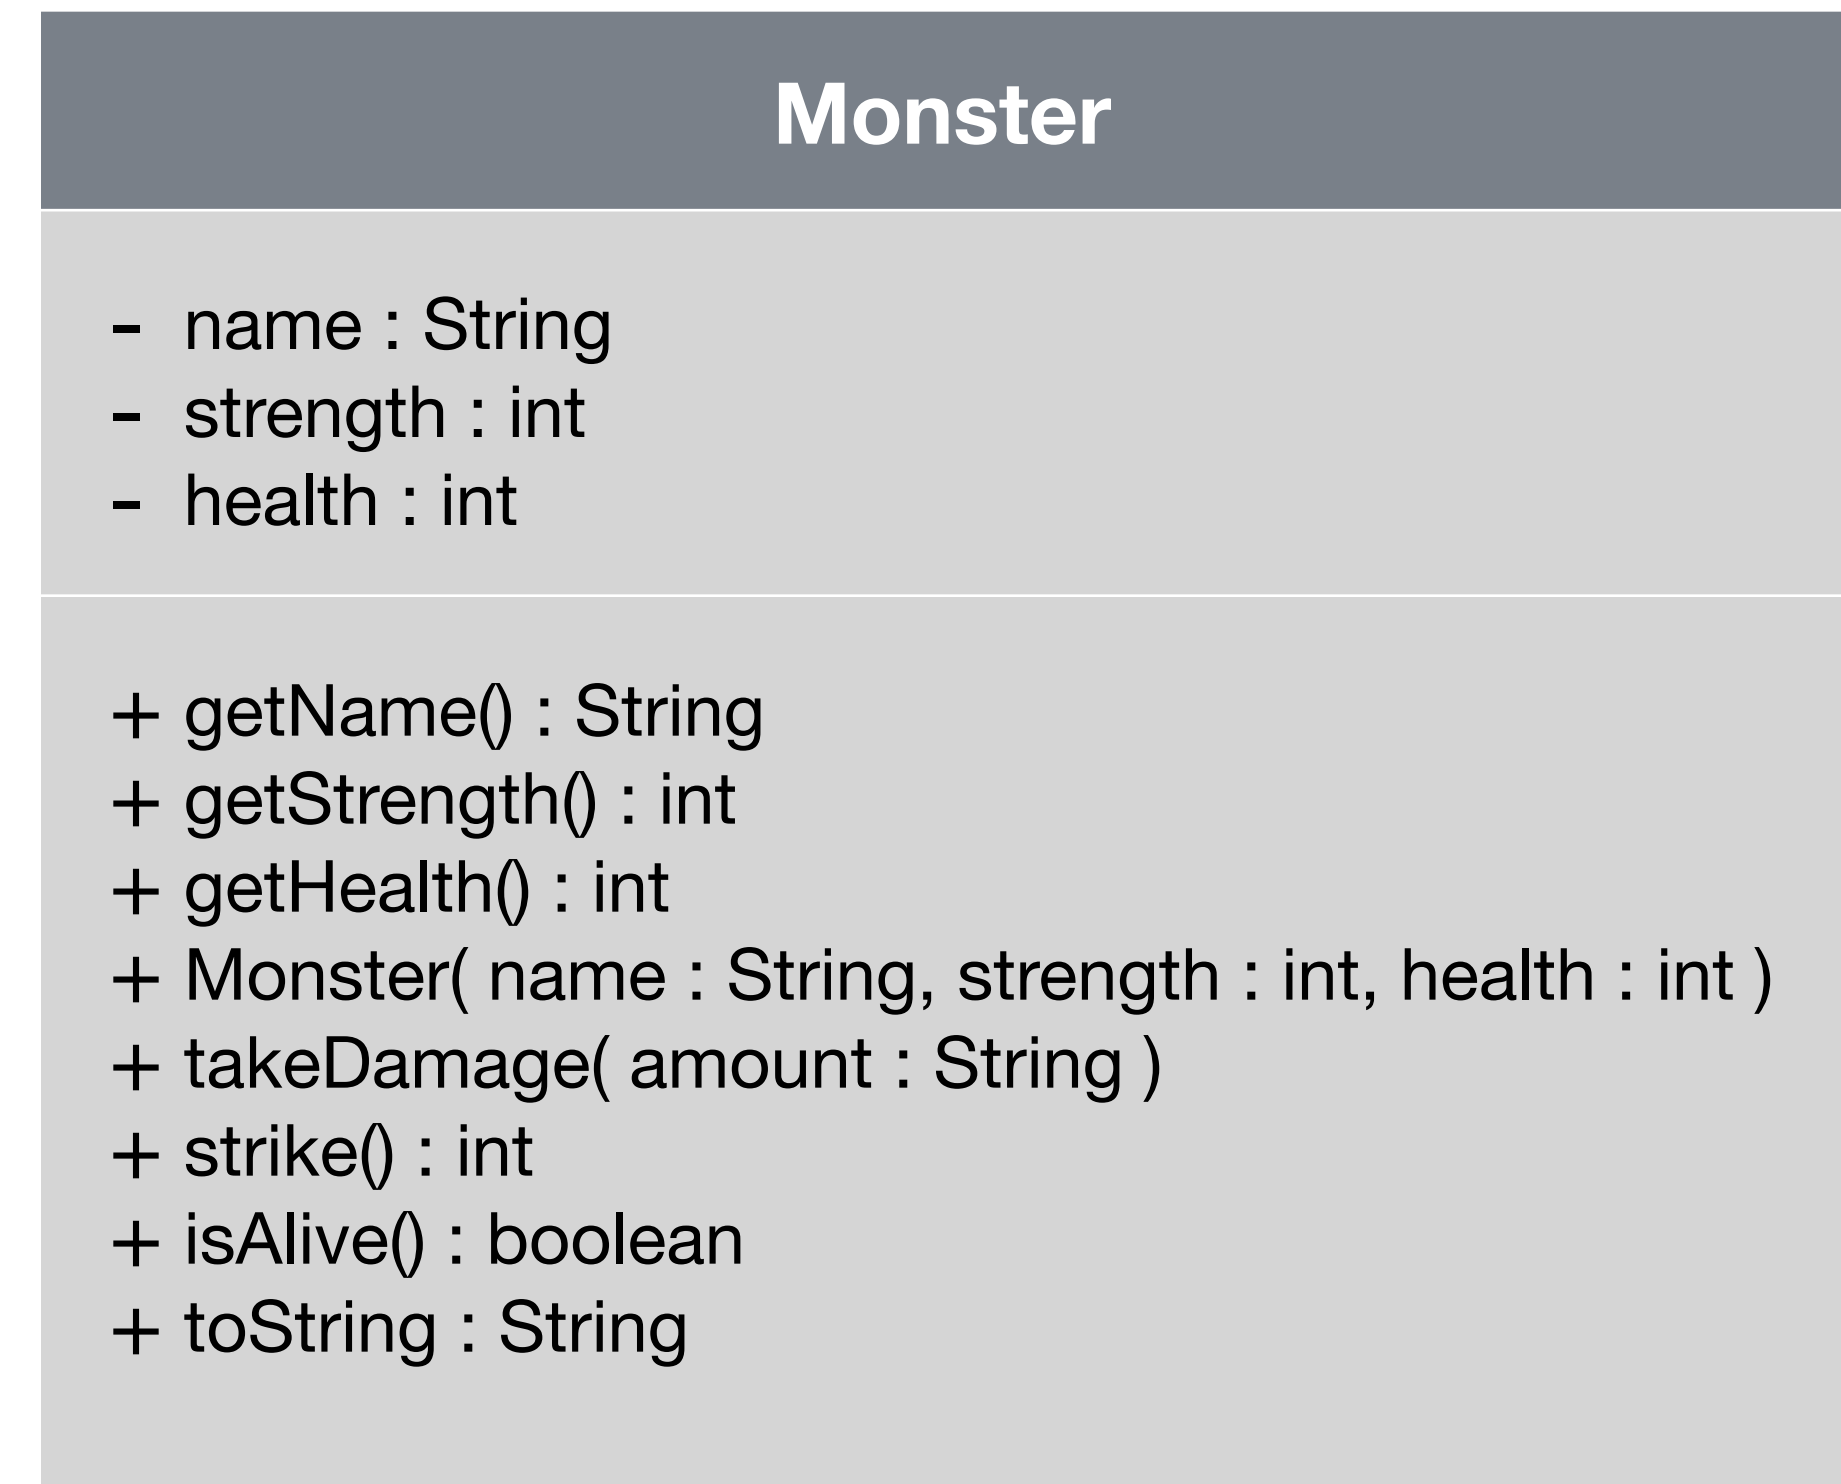 Monster
- name : String
- strength : int
- health : int
+ getName() : String
+ getStrength() : int
+ getHealth() : int
+ Monster( name : String, strength : int, health : int )
+ takeDamage( amount : String )
+ strike() : int
+ isAlive() : boolean
+ toString : String